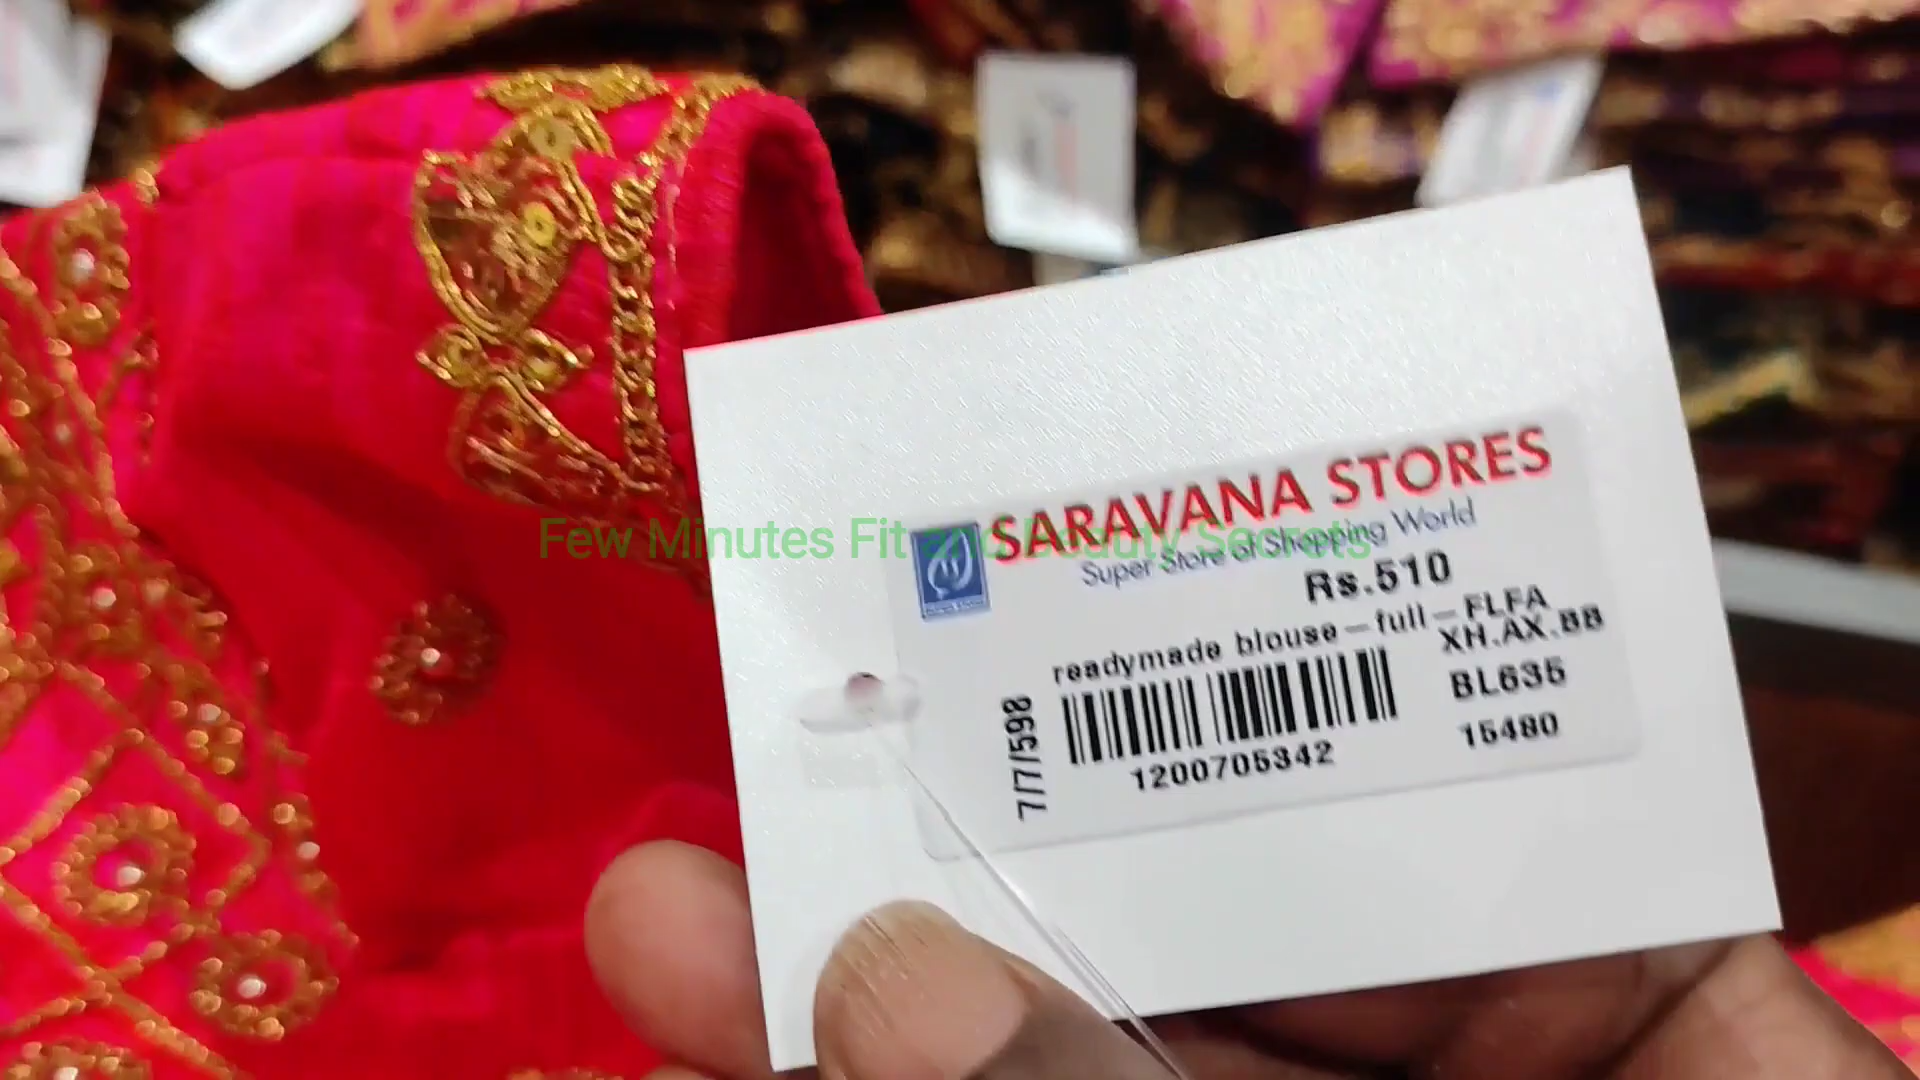 SARAVANA STORES
Super Store of Shopping World
Few Minutes Fit and Beauty Secrets
Rs.510
readymade blouse-full-FLFA
XH.AX.BB
BL635
15480
1200705342
7/7/598